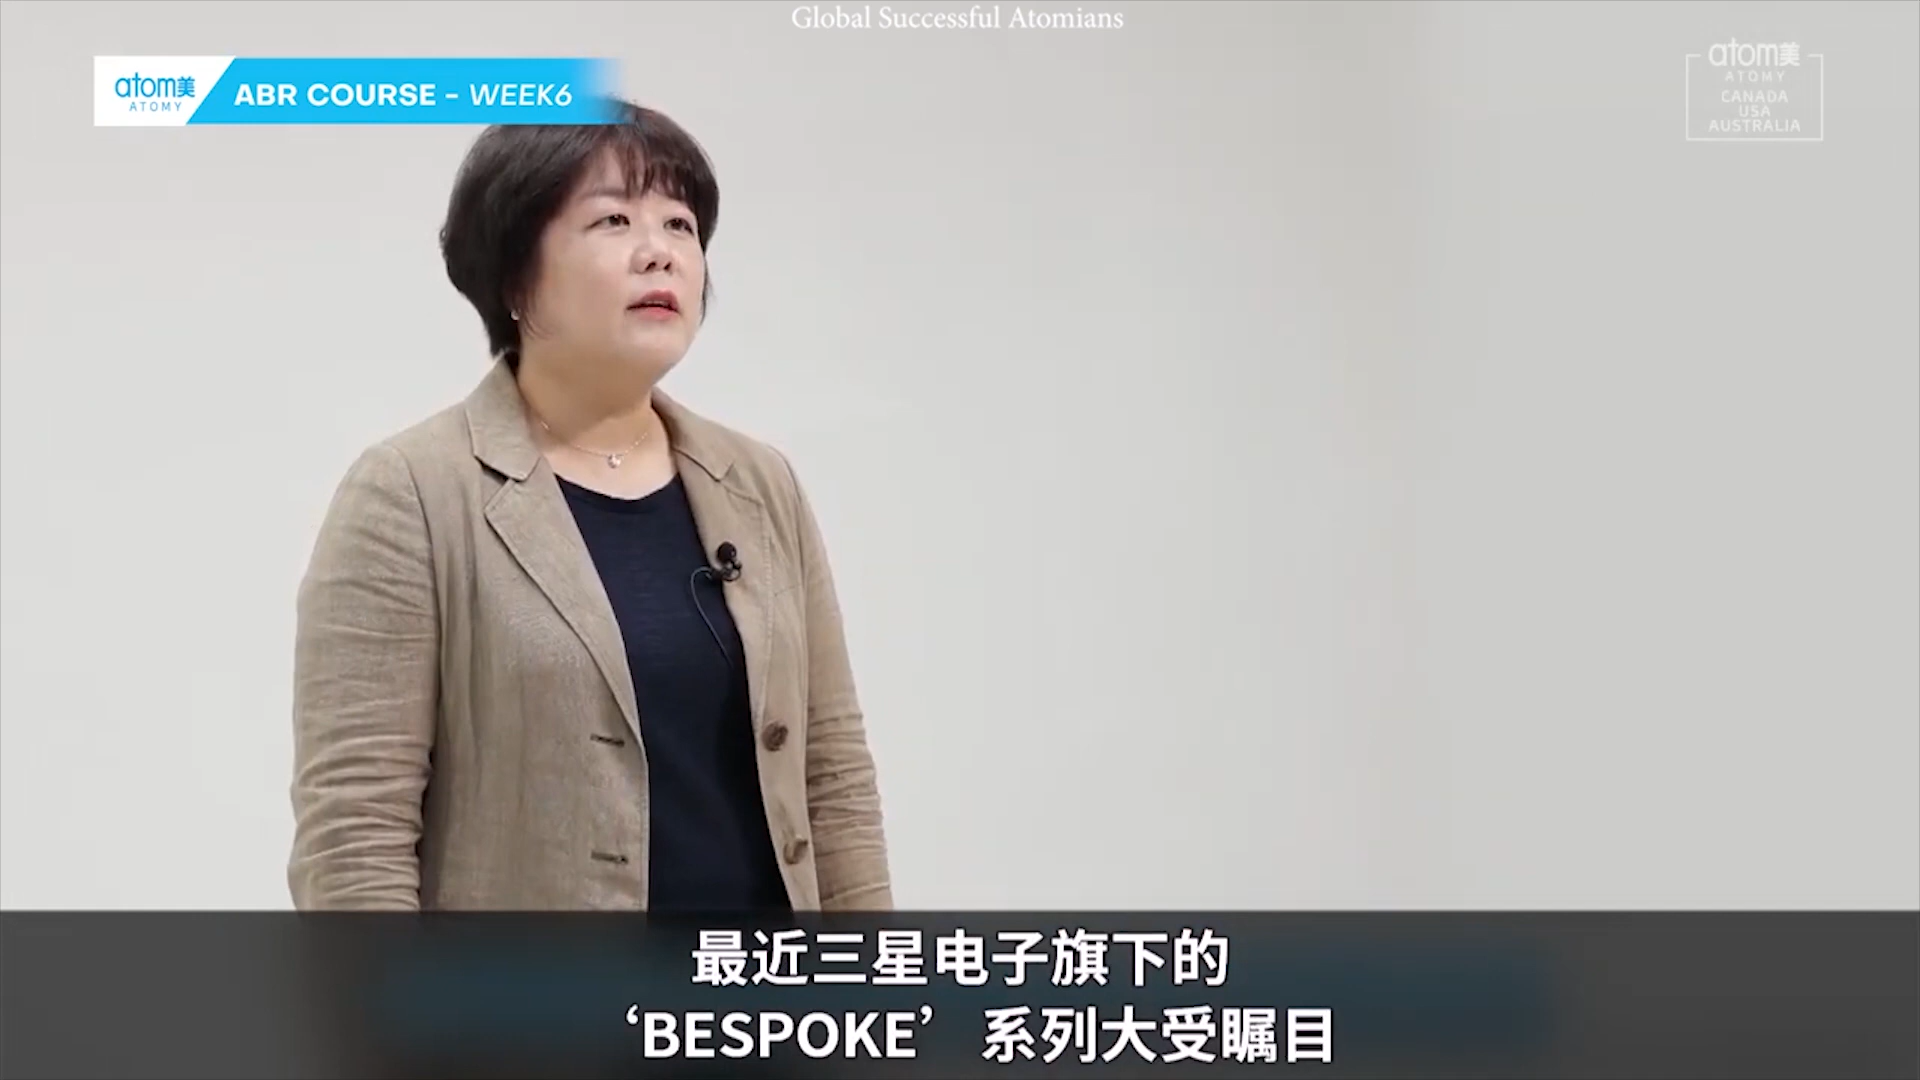 Global Successful Atomians
atom美
ATOMY
ABR COURSE - WEEK6
atom美
ATOMY
CANADA
USA
AUSTRALIA
最近三星电子旗下的
‘BESPOKE’系列大受瞩目